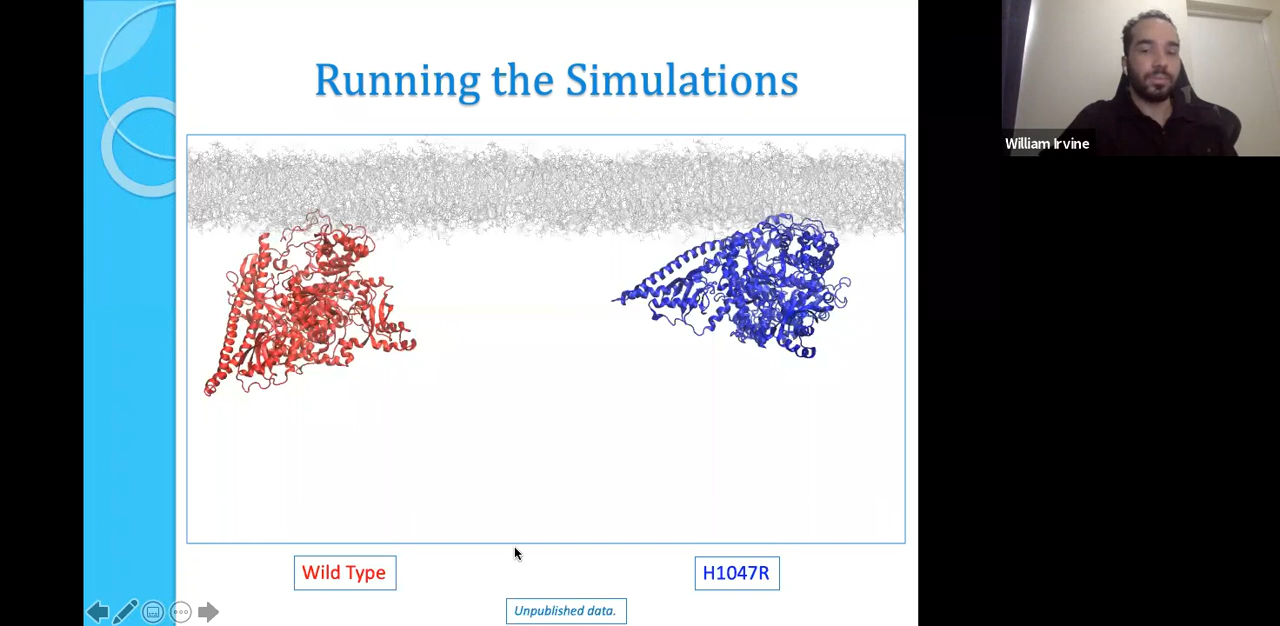 Running the Simulations
William Irvine
Wild Type
H1047R
Unpublished data.